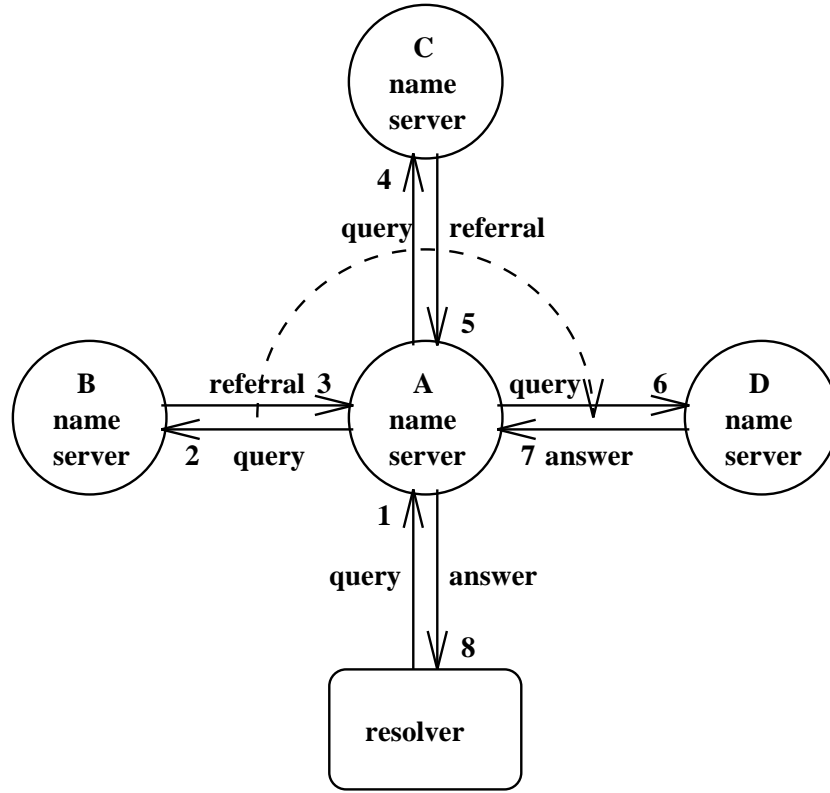 C
name
server
4
query
referral
5
B
name
server
referral
3
2
query
A
name
server
query
6
7
answer
D
name
server
1
query
answer
8
resolver